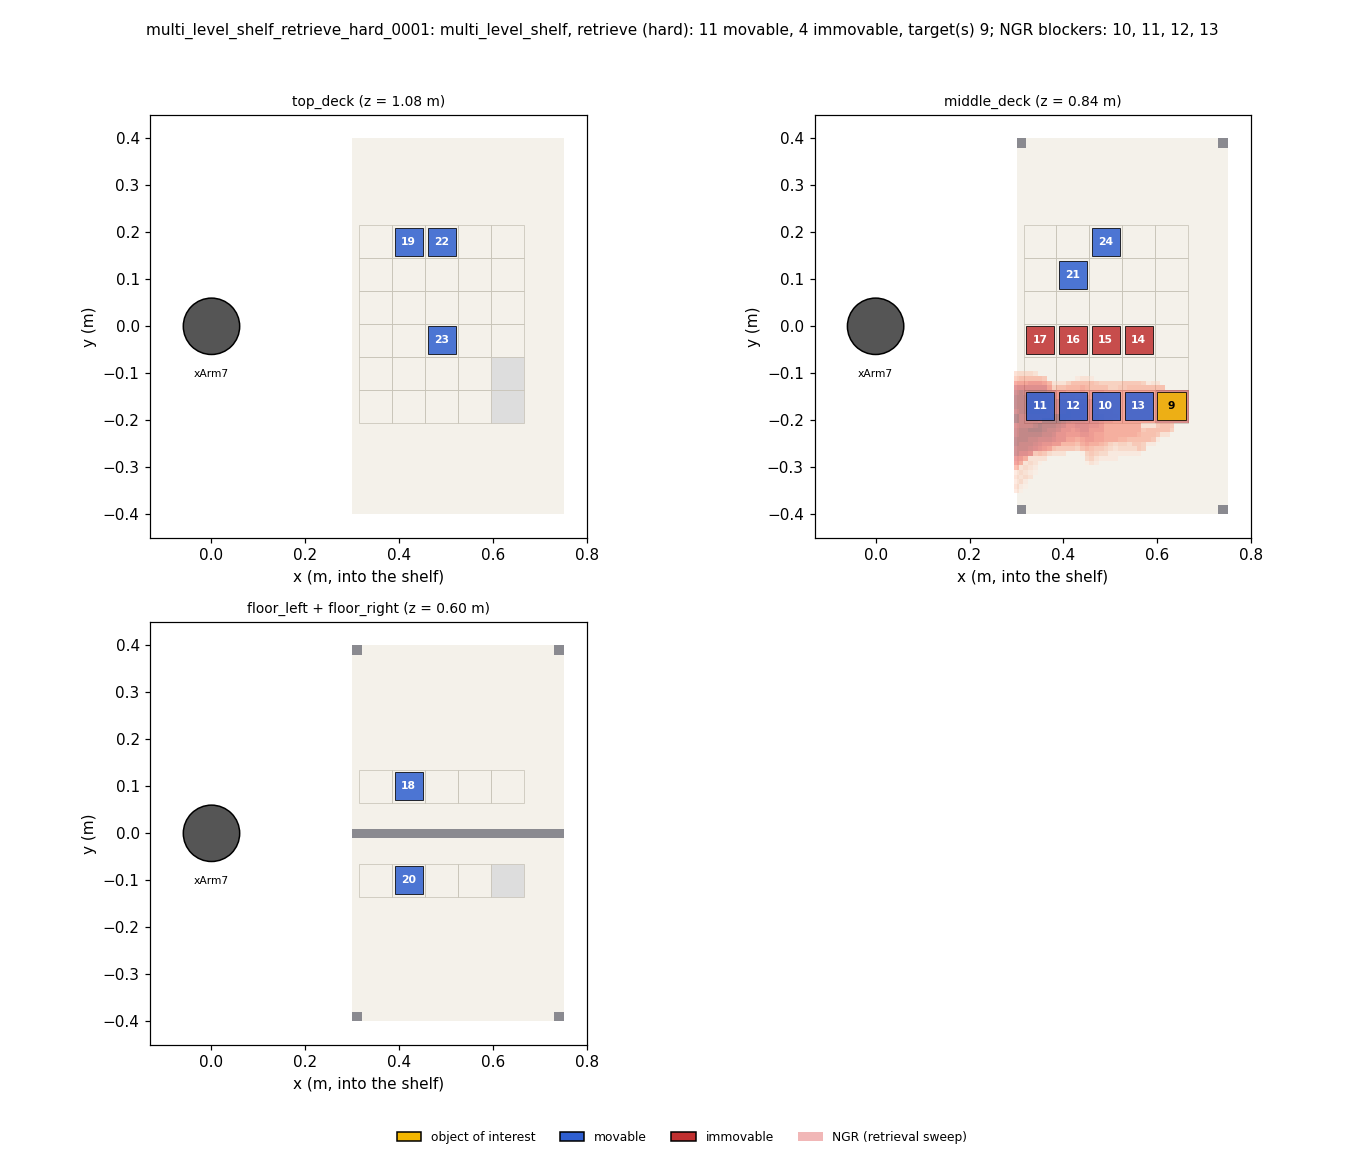 multi_level_shelf_retrieve_hard_0001: multi_level_shelf, retrieve (hard): 11 movable, 4 immovable, target(s) 9; NGR blockers: 10, 11, 12, 13
top_deck (z = 1.08 m)
0.4
0.3
0.2
0.1
0.0
−0.1
−0.2
−0.3
−0.4
y (m)
19 22
23
xArm7
0.0 0.2 0.4 0.6 0.8
x (m, into the shelf)
middle_deck (z = 0.84 m)
0.4
0.3
0.2
0.1
0.0
−0.1
−0.2
−0.3
−0.4
y (m)
24
21
17 16 15 14
11 12 10 13 9
xArm7
0.0 0.2 0.4 0.6 0.8
x (m, into the shelf)
floor_left + floor_right (z = 0.60 m)
0.4
0.3
0.2
0.1
0.0
−0.1
−0.2
−0.3
−0.4
y (m)
18
20
xArm7
0.0 0.2 0.4 0.6 0.8
x (m, into the shelf)
object of interest movable immovable NGR (retrieval sweep)